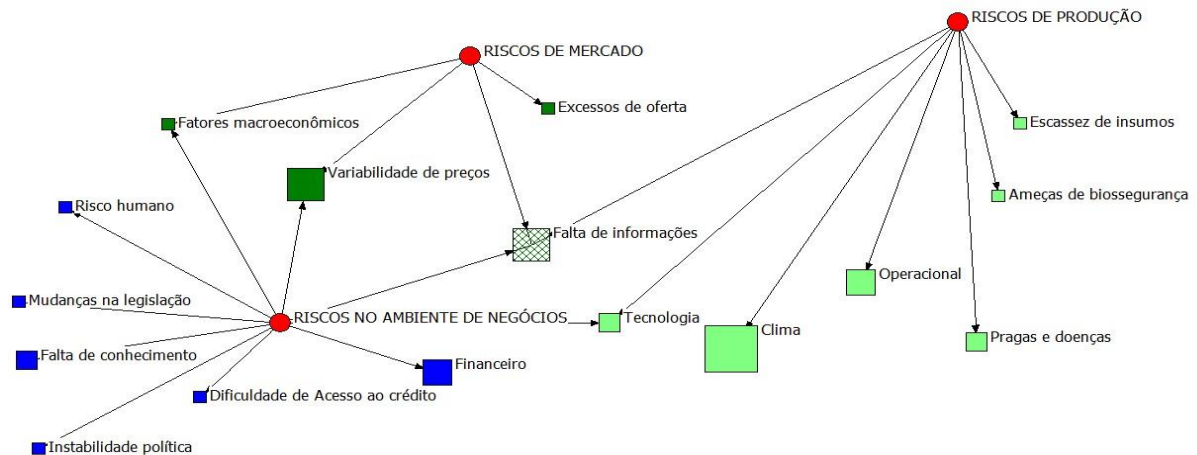 RISCOS DE PRODUÇÃO
RISCOS DE MERCADO
Excessos de oferta
Fatores macroeconômicos
Escassez de insumos
Variabilidade de preços
Ameças de biossegurança
Risco humano
Falta de informações
Operacional
Mudanças na legislação
RISCOS NO AMBIENTE DE NEGÓCIOS
Tecnologia
Clima
Pragas e doenças
Falta de conhecimento
Financeiro
Dificuldade de Acesso ao crédito
Instabilidade política